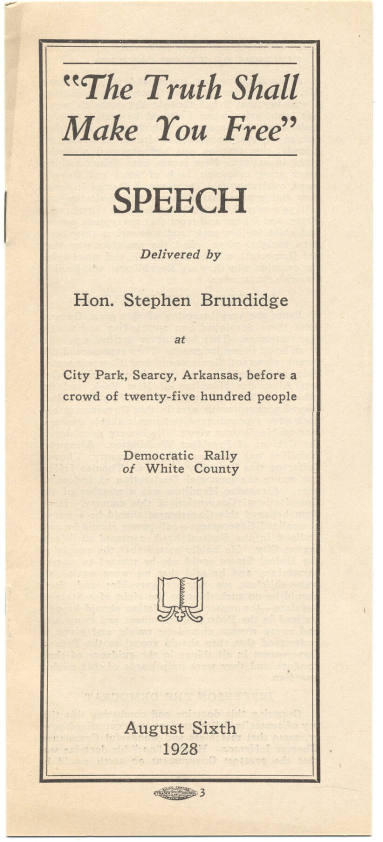 "The Truth Shall
Make You Free"
SPEECH
Delivered by
Hon. Stephen Brundidge
at
City Park, Searcy, Arkansas, before a
crowd of twenty-five hundred people
Democratic Rally
of White County
August Sixth
1928
3